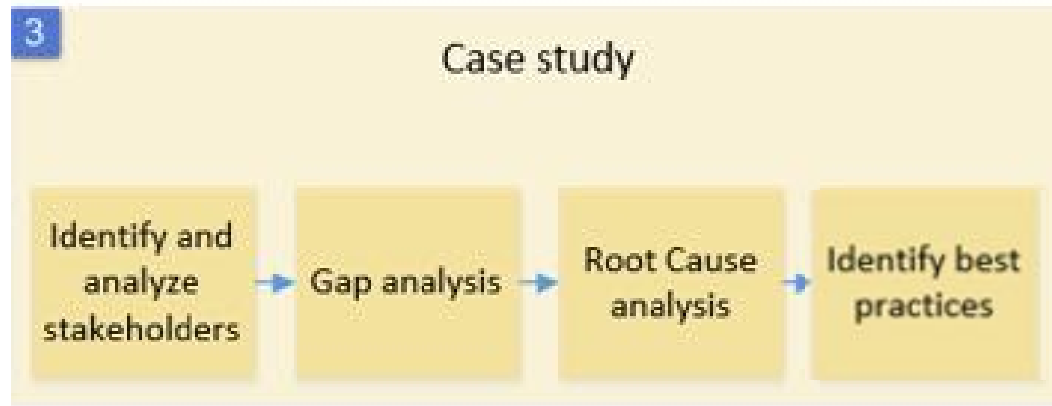 3
Case study
Identify and
analyze
stakeholders
Gap analysis
Root Cause
analysis
Identify best
practices